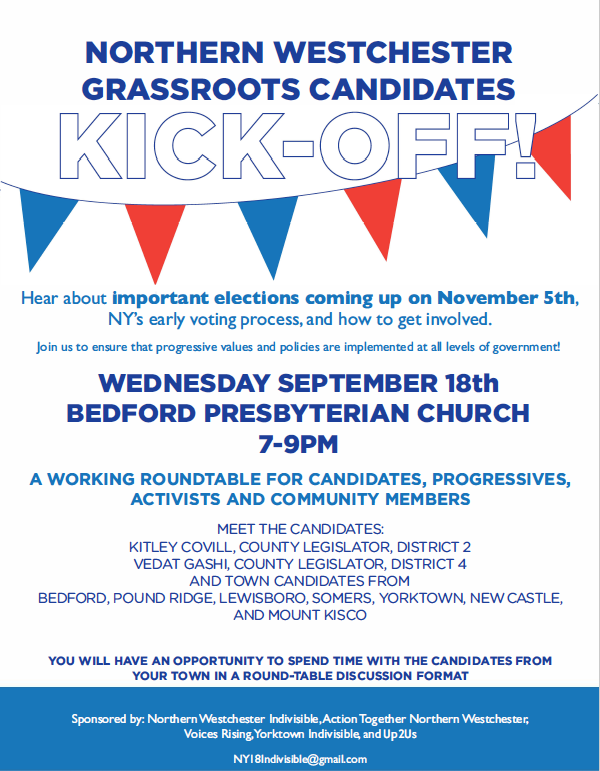 NORTHERN WESTCHESTER
GRASSROOTS CANDIDATES
KICK-OFF!
Hear about important elections coming up on November 5th,
NY's early voting process, and how to get involved.
Join us to ensure that progressive values and policies are implemented at all levels of government!
WEDNESDAY SEPTEMBER 18th
BEDFORD PRESBYTERIAN CHURCH
7-9PM
A WORKING ROUNDTABLE FOR CANDIDATES, PROGRESSIVES,
ACTIVISTS AND COMMUNITY MEMBERS
MEET THE CANDIDATES:
KITLEY COVILL, COUNTY LEGISLATOR, DISTRICT 2
VEDAT GASHI, COUNTY LEGISLATOR, DISTRICT 4
AND TOWN CANDIDATES FROM
BEDFORD, POUND RIDGE, LEWISBORO, SOMERS, YORKTOWN, NEW CASTLE,
AND MOUNT KISCO
YOU WILL HAVE AN OPPORTUNITY TO SPEND TIME WITH THE CANDIDATES FROM
YOUR TOWN IN A ROUND-TABLE DISCUSSION FORMAT
Sponsored by: Northern Westchester Indivisible, Action Together Northern Westchester,
Voices Rising, Yorktown Indivisible, and Up2Us
NY18Indivisible@gmail.com